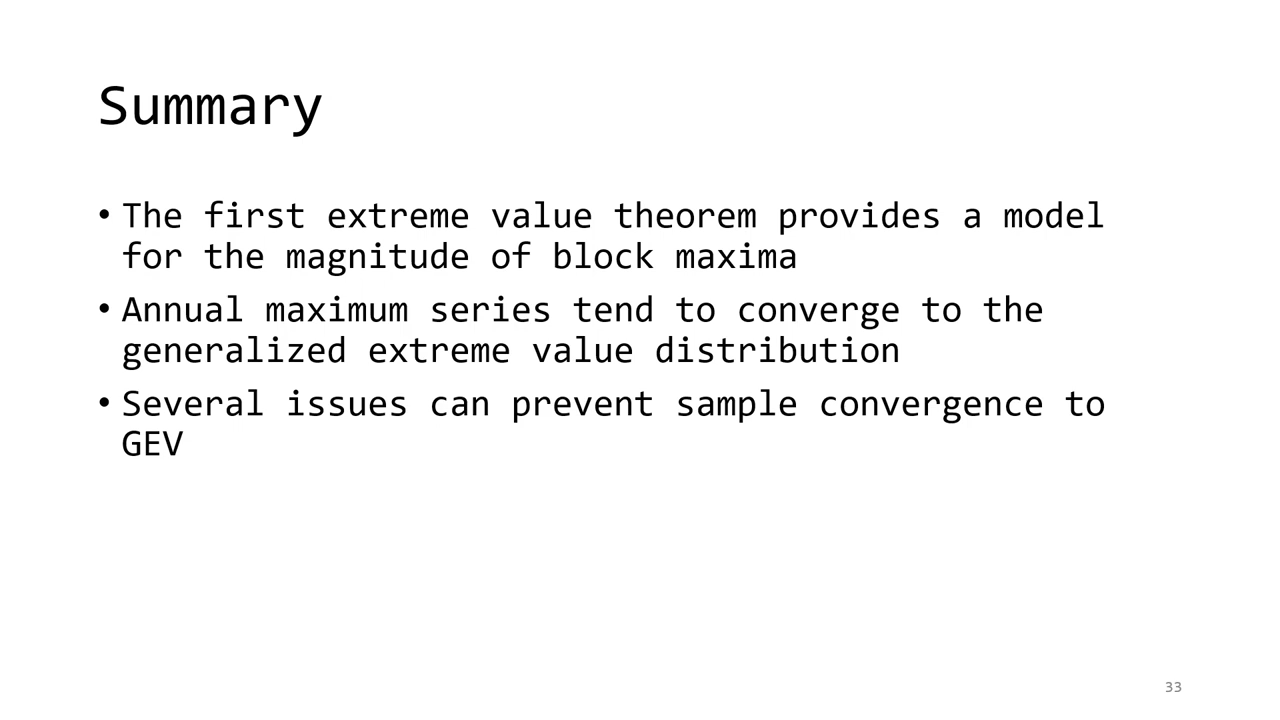 Summary
• The first extreme value theorem provides a model
for the magnitude of block maxima
• Annual maximum series tend to converge to the
generalized extreme value distribution
• Several issues can prevent sample convergence to
GEV
33